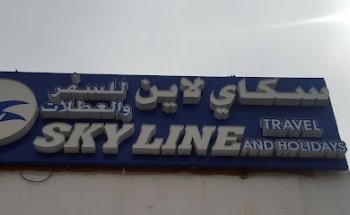 سكاي لاين للسفر
والعطلات
SKY LINE TRAVEL
AND HOLIDAYS